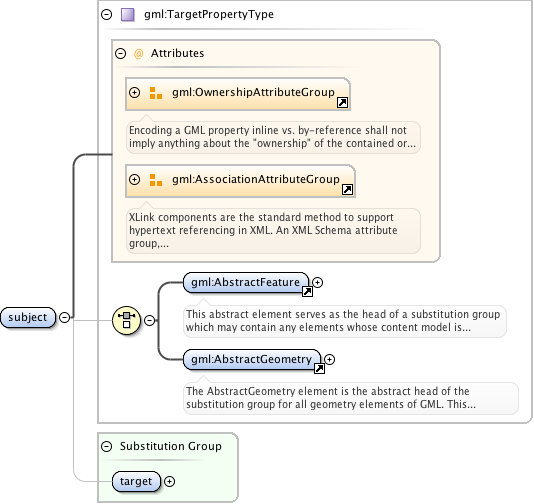 gml:TargetPropertyType
@ Attributes
gml:OwnershipAttributeGroup
Encoding a GML property inline vs. by-reference shall not
imply anything about the "ownership" of the contained or...
gml:AssociationAttributeGroup
XLink components are the standard method to support
hypertext referencing in XML. An XML Schema attribute
group,...
subject
gml:AbstractFeature
This abstract element serves as the head of a substitution group
which may contain any elements whose content model is...
gml:AbstractGeometry
The AbstractGeometry element is the abstract head of the
substitution group for all geometry elements of GML. This...
Substitution Group
target